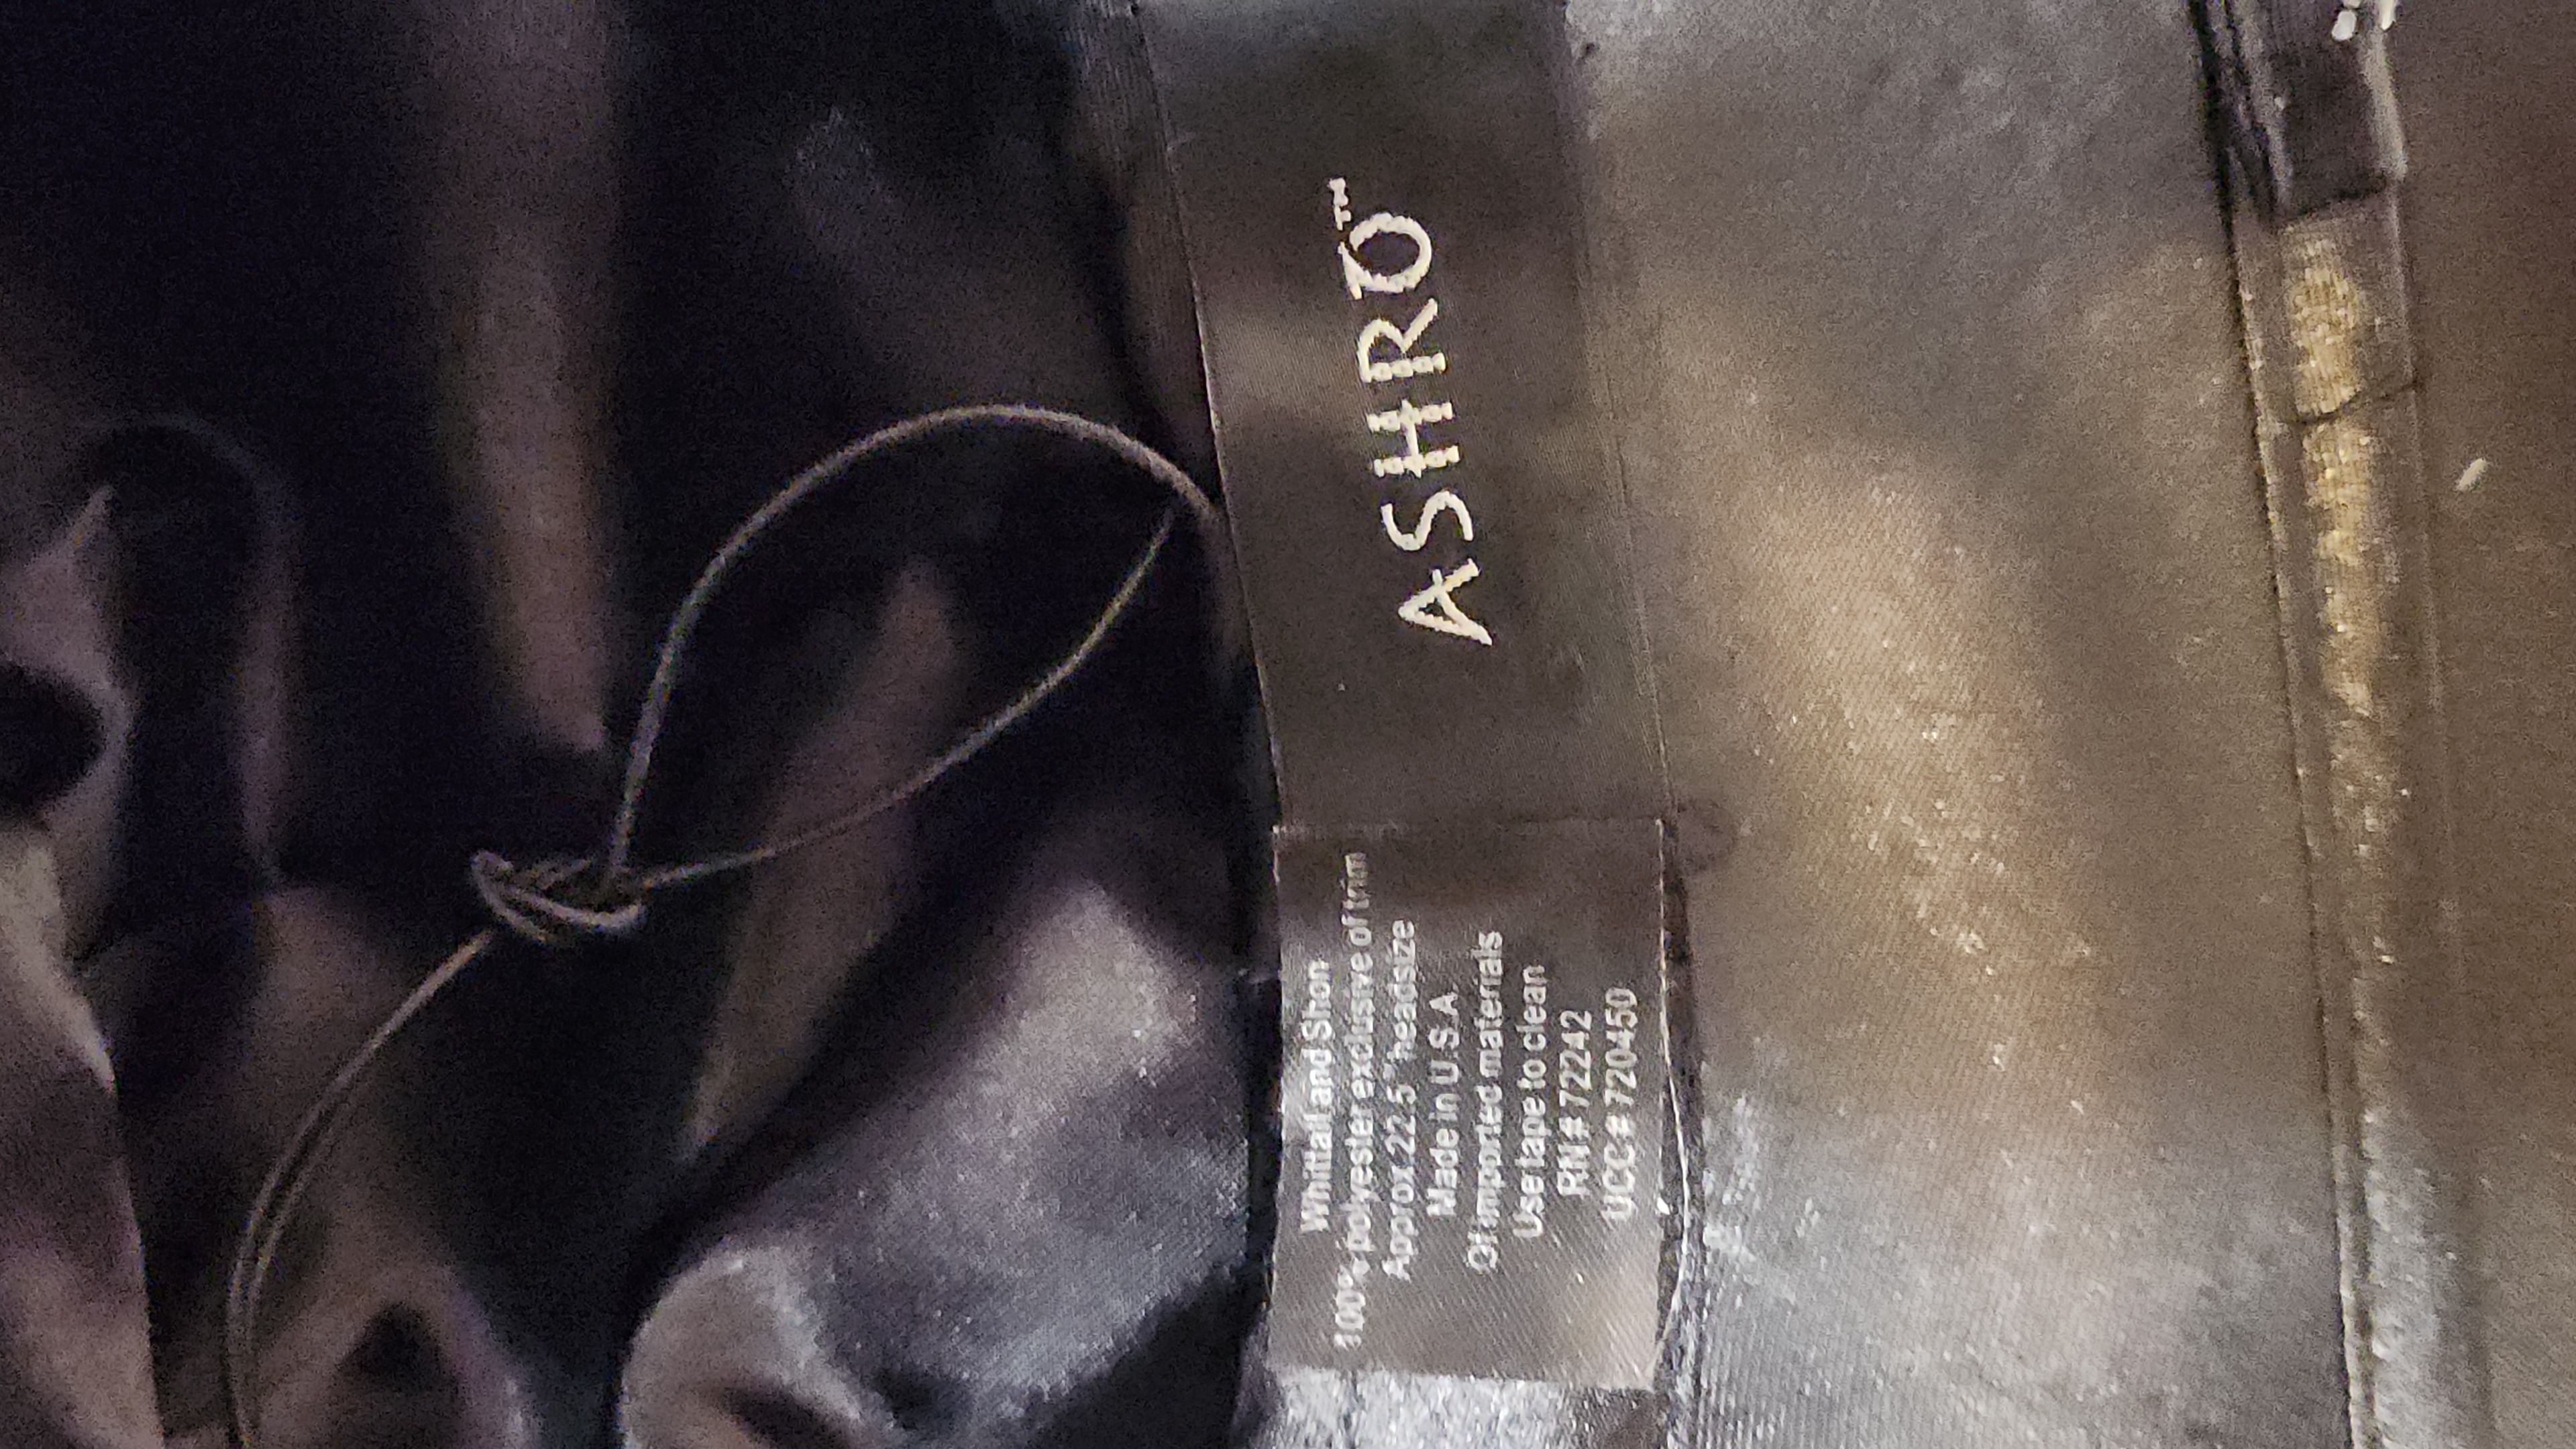 ASHRO™
Whittall and Shon
100% polyester exclusive of trim
Approx 22.5" headsize
Made in U.S.A
Of imported materials
Use tape to clean
RN# 72242
UCC# 720450